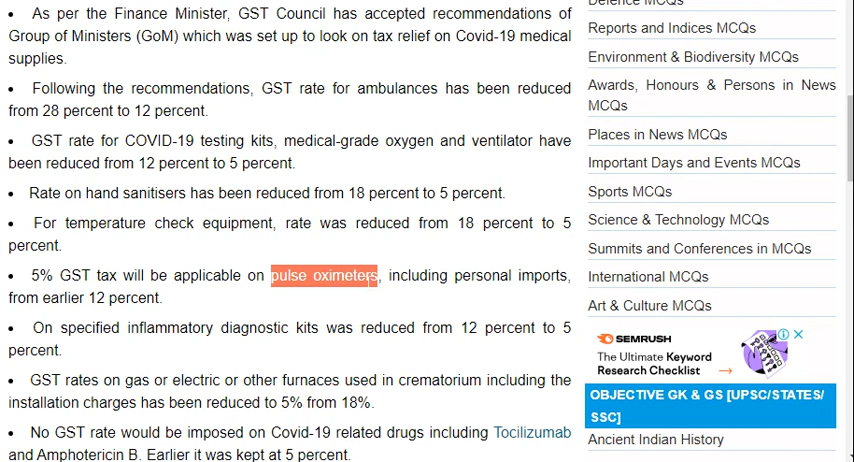 • As per the Finance Minister, GST Council has accepted recommendations of
Group of Ministers (GoM) which was set up to look on tax relief on Covid-19 medical
supplies.
• Following the recommendations, GST rate for ambulances has been reduced
from 28 percent to 12 percent.
• GST rate for COVID-19 testing kits, medical-grade oxygen and ventilator have
been reduced from 12 percent to 5 percent.
• Rate on hand sanitisers has been reduced from 18 percent to 5 percent.
• For temperature check equipment, rate was reduced from 18 percent to 5
percent.
• 5% GST tax will be applicable on pulse oximeters, including personal imports,
from earlier 12 percent.
• On specified inflammatory diagnostic kits was reduced from 12 percent to 5
percent.
• GST rates on gas or electric or other furnaces used in crematorium including the
installation charges has been reduced to 5% from 18%.
• No GST rate would be imposed on Covid-19 related drugs including Tocilizumab
and Amphotericin B. Earlier it was kept at 5 percent.
Defence MCQs
Reports and Indices MCQs
Environment & Biodiversity MCQs
Awards, Honours & Persons in News
MCQs
Places in News MCQs
Important Days and Events MCQs
Sports MCQs
Science & Technology MCQs
Summits and Conferences in MCQs
International MCQs
Art & Culture MCQs
SEMRUSH
The Ultimate Keyword
Research Checklist
OBJECTIVE GK & GS [UPSC/STATES/
SSC]
Ancient Indian History